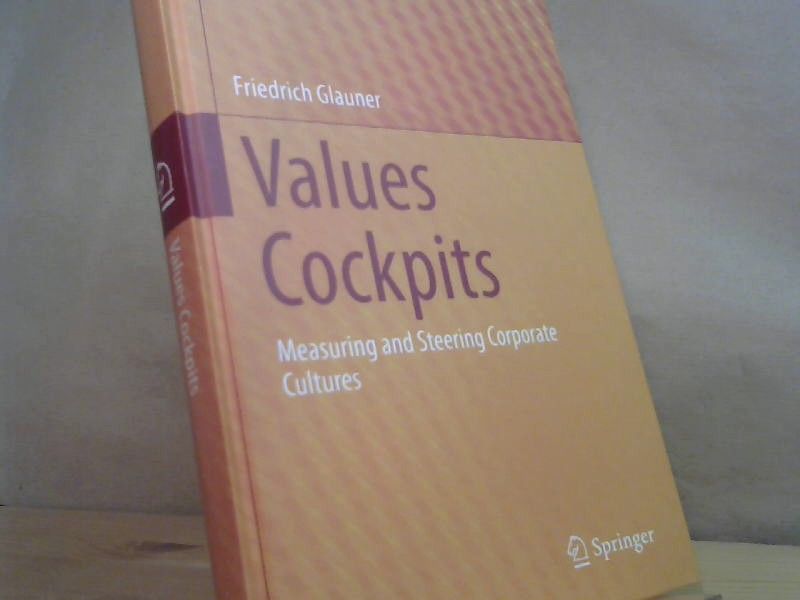 Friedrich Glauner
Values
Cockpits
Measuring and Steering Corporate
Cultures
Springer
Values Cockpits